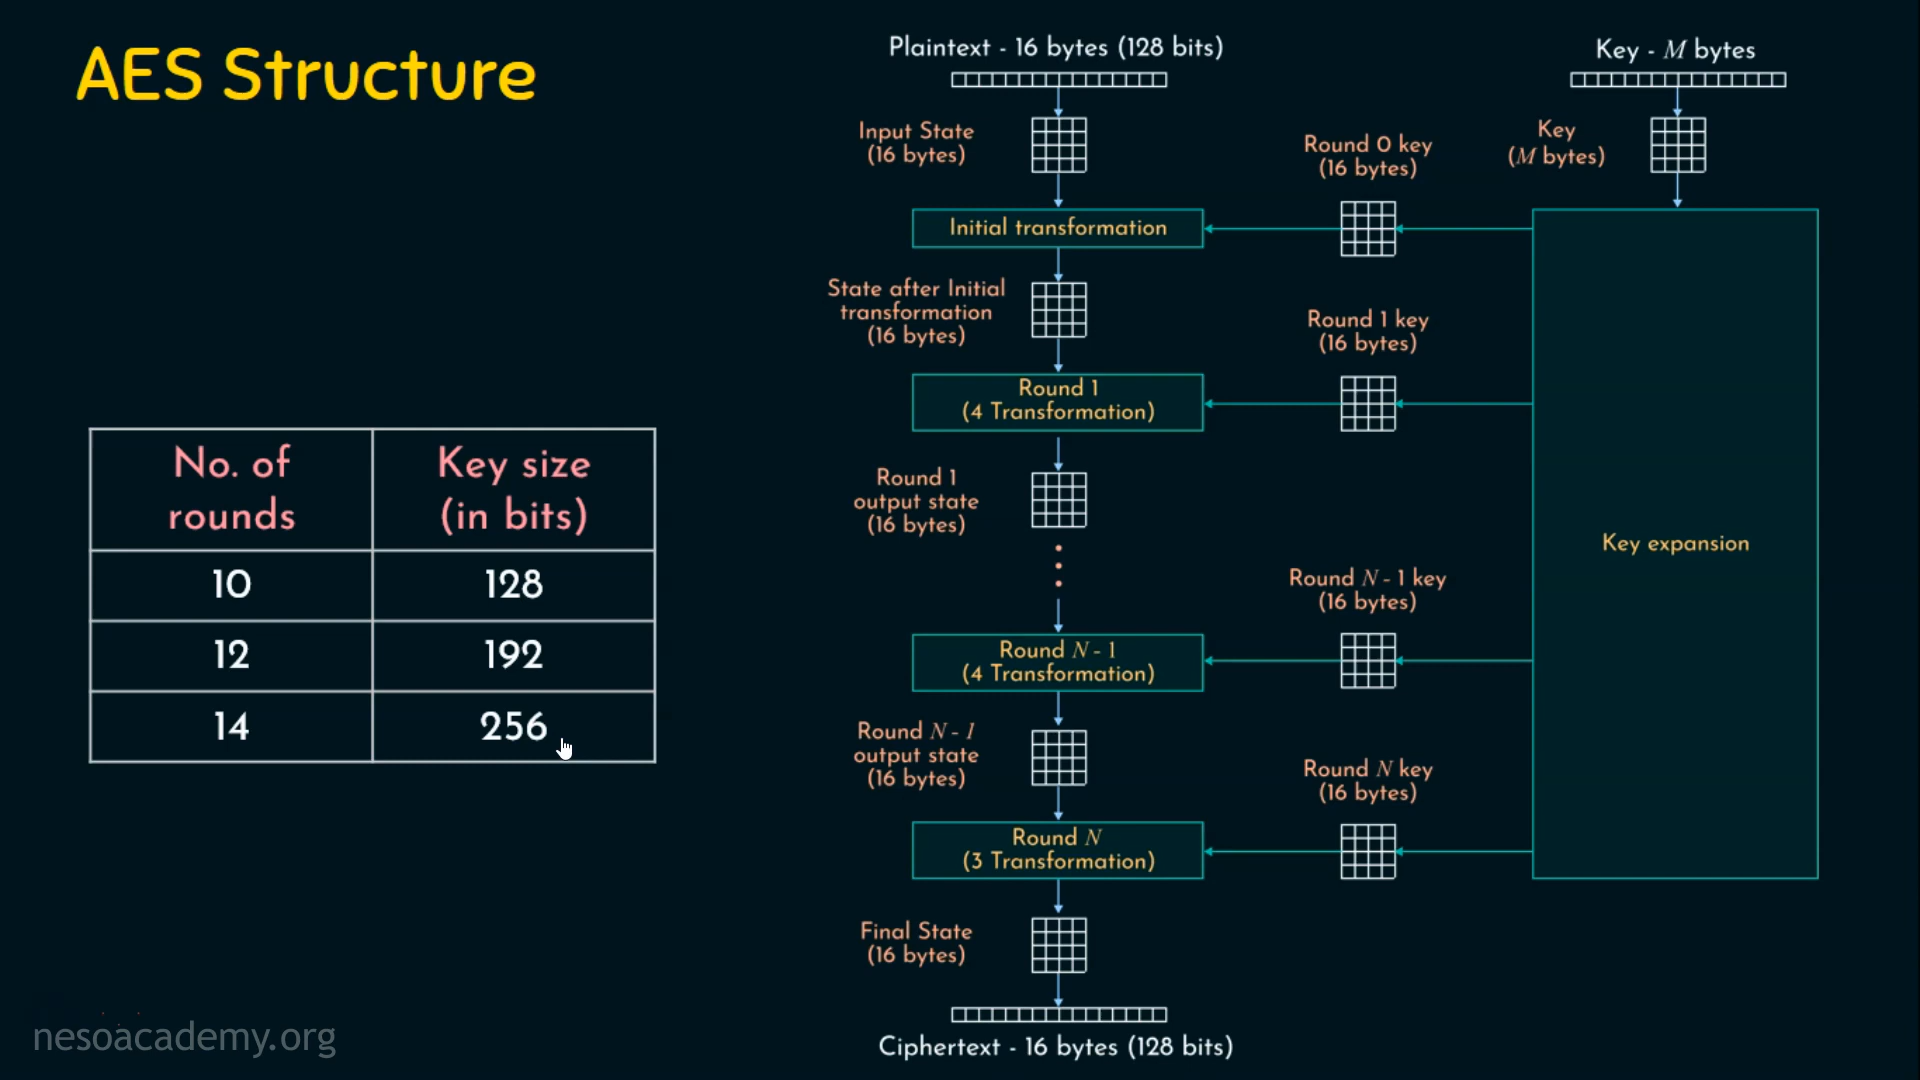 AES Structure
No. of
rounds
Key size
(in bits)
10
128
12
192
14
256
Plaintext - 16 bytes (128 bits)
Input State
(16 bytes)
Initial transformation
State after Initial
transformation
(16 bytes)
Round 1
(4 Transformation)
Round 1
output state
(16 bytes)
Round N - 1
(4 Transformation)
Round N - 1
output state
(16 bytes)
Round N
(3 Transformation)
Final State
(16 bytes)
Ciphertext - 16 bytes (128 bits)
Round 0 key
(16 bytes)
Round 1 key
(16 bytes)
Round N - 1 key
(16 bytes)
Round N key
(16 bytes)
Key - M bytes
Key
(M bytes)
Key expansion
nesoacademy.org